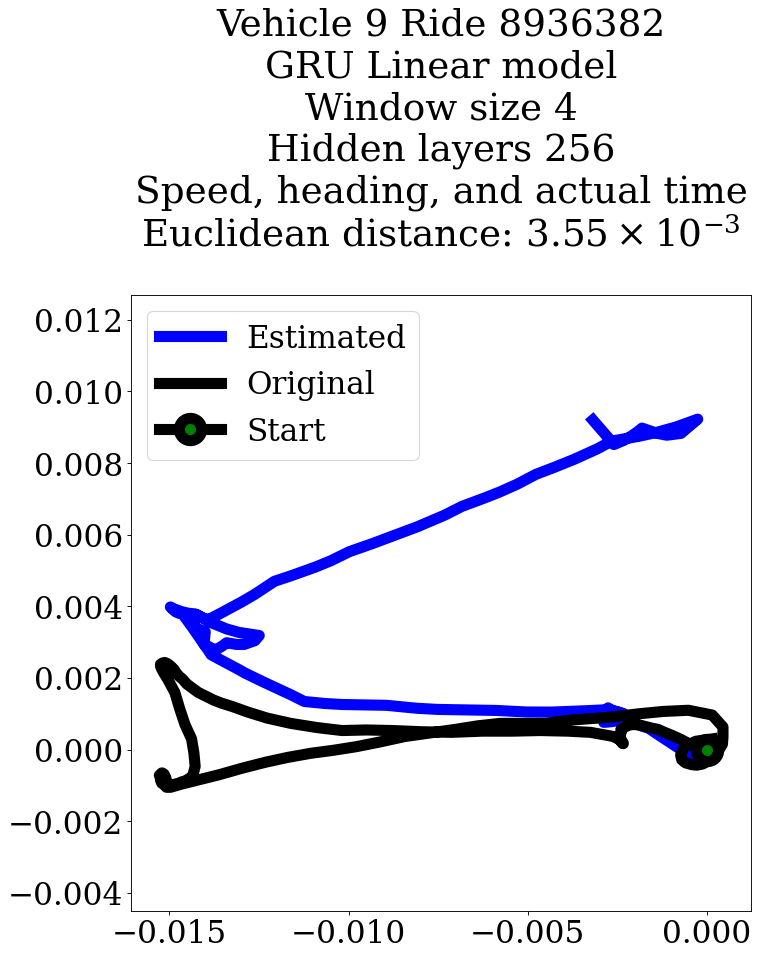 Vehicle 9 Ride 8936382
GRU Linear model
Window size 4
Hidden layers 256
Speed, heading, and actual time
Euclidean distance: 3.55 × 10⁻³
Estimated
Original
Start
0.012
0.010
0.008
0.006
0.004
0.002
0.000
−0.002
−0.004
−0.015 −0.010 −0.005 0.000